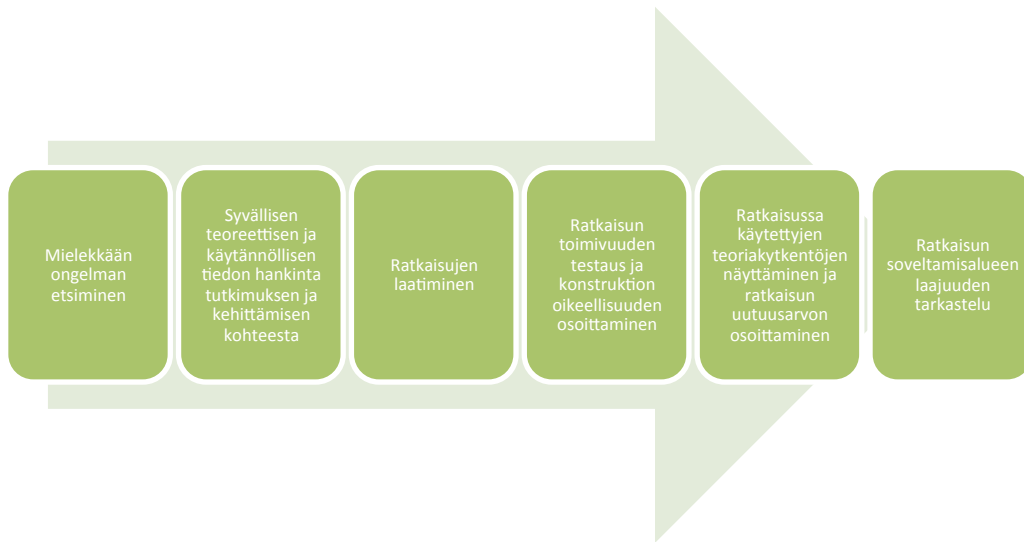 Mielekkään
ongelman
etsiminen
Syvällisen
teoreettisen ja
käytännöllisen
tiedon hankinta
tutkimuksen ja
kehittämisen
kohteesta
Ratkaisujen
laatiminen
Ratkaisun
toimivuuden
testaus ja
konstruktion
oikeellisuuden
osoittaminen
Ratkaisussa
käytettyjen
teoriakytkentöjen
näyttäminen ja
ratkaisun
uutuusarvon
osoittaminen
Ratkaisun
soveltamisalueen
laajuuden
tarkastelu